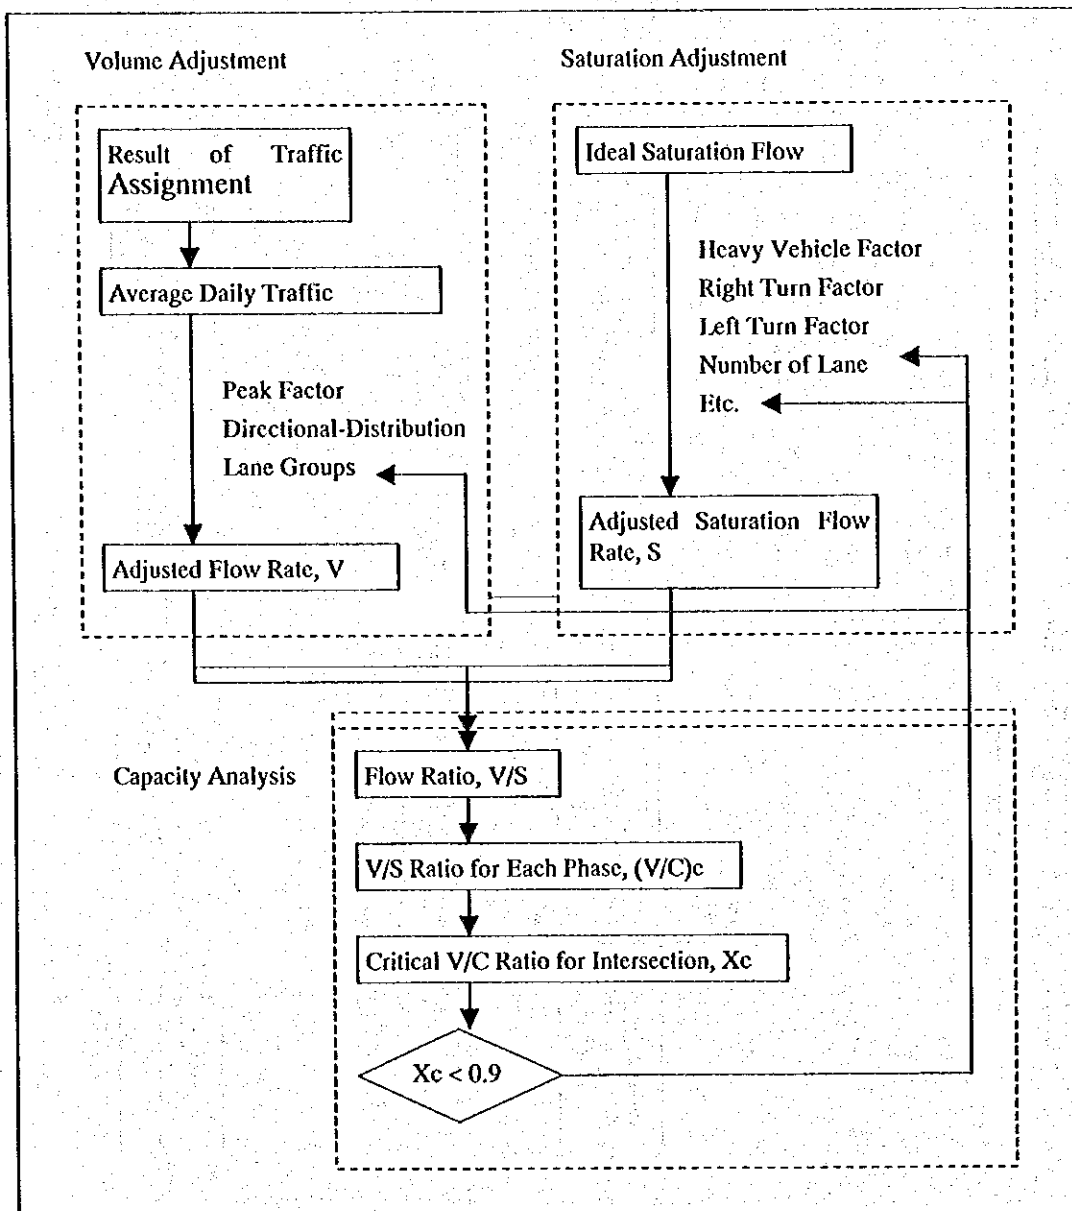 Volume Adjustment
Saturation Adjustment
Result of Traffic
Assignment
Ideal Saturation Flow
Average Daily Traffic
Heavy Vehicle Factor
Right Turn Factor
Left Turn Factor
Number of Lane
Etc.
Peak Factor
Directional-Distribution
Lane Groups
Adjusted Saturation Flow
Rate, S
Adjusted Flow Rate, V
Capacity Analysis
Flow Ratio, V/S
V/S Ratio for Each Phase, (V/C)c
Critical V/C Ratio for Intersection, Xc
Xc < 0.9